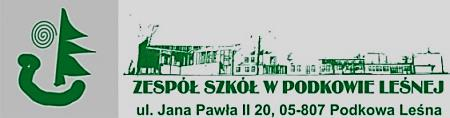 ZESPÓŁ SZKÓŁ W PODKOWIE LEŚNEJ
ul. Jana Pawła II 20, 05-807 Podkowa Leśna